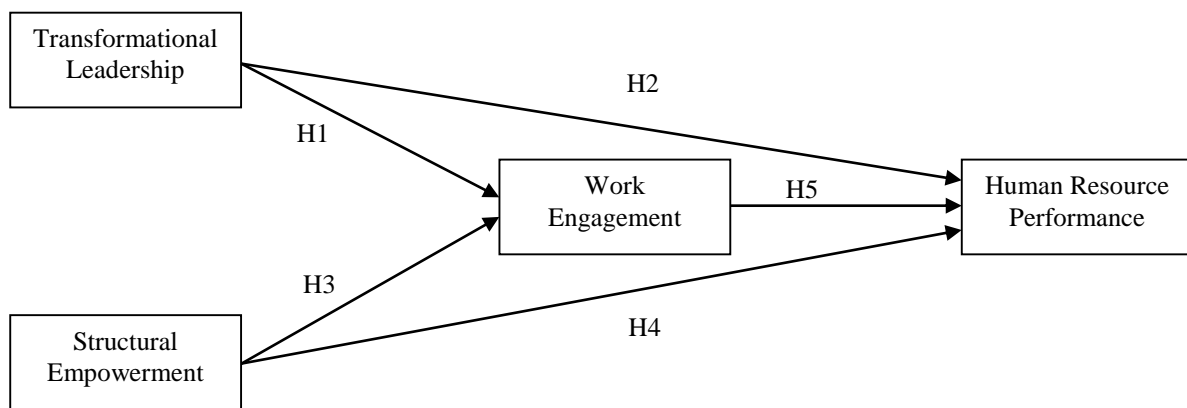 Transformational
Leadership
H2
H1
Work
Engagement
H5
Human Resource
Performance
H3
H4
Structural
Empowerment